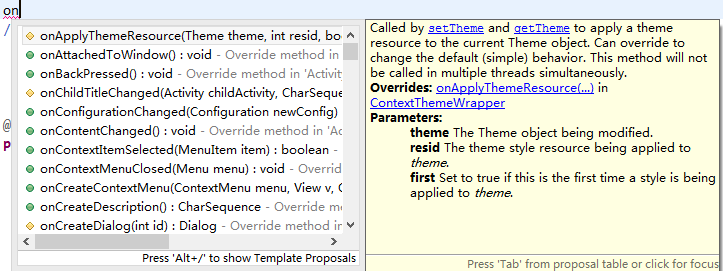 on
/
@
P
onApplyThemeResource(Theme theme, int resid, boo
onAttachedToWindow() : void - Override method in
onBackPressed() : void - Override method in 'Activity
onChildTitleChanged(Activity childActivity, CharSeque
onConfigurationChanged(Configuration newConfig)
onContentChanged() : void - Override method in 'Ac
onContextItemSelected(MenuItem item) : boolean -
onContextMenuClosed(Menu menu) : void - Overrid
onCreateContextMenu(ContextMenu menu, View v, C
onCreateDescription() : CharSequence - Override me
onCreateDialog(int id) : Dialog - Override method in
Press 'Alt+/' to show Template Proposals
Called by setTheme and getTheme to apply a theme
resource to the current Theme object. Can override to
change the default (simple) behavior. This method will
not be called in multiple threads simultaneously.
Overrides: onApplyThemeResource(...) in
ContextThemeWrapper
Parameters:
theme The Theme object being modified.
resid The theme style resource being applied to
theme.
first Set to true if this is the first time a style is being
applied to theme.
Press 'Tab' from proposal table or click for focus